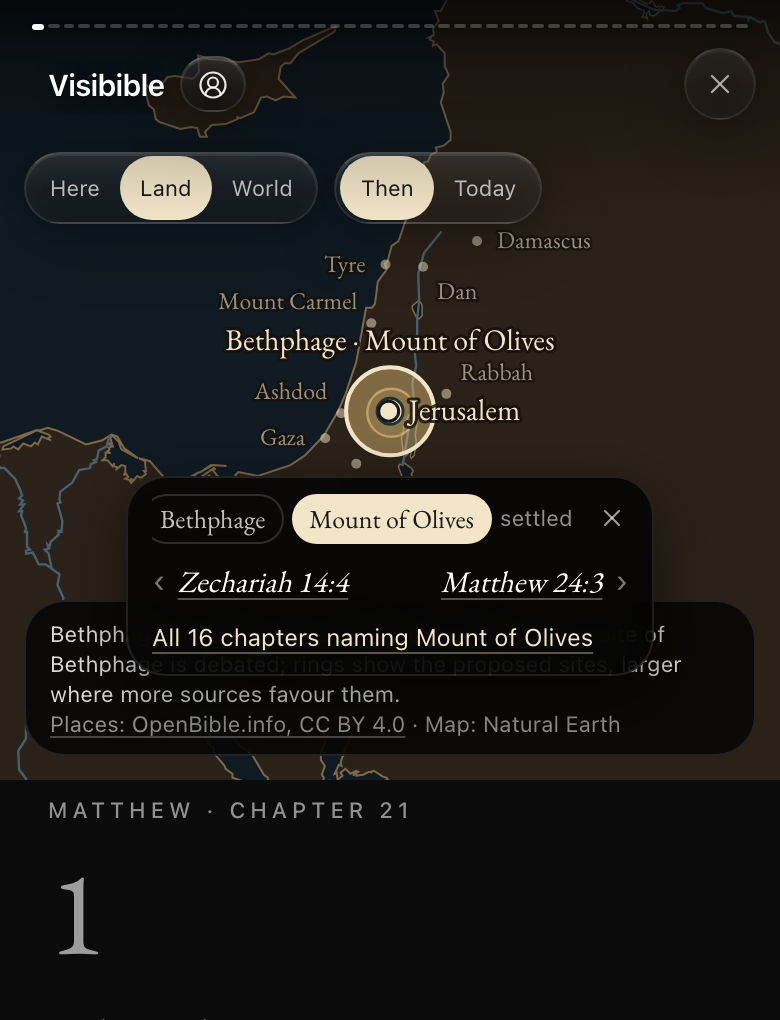 Visibible
Here Land World Then Today
Damascus
Tyre
Dan
Mount Carmel
Bethphage · Mount of Olives
Rabbah
Ashdod
Jerusalem
Gaza
Bethphage Mount of Olives settled
‹ Zechariah 14:4 Matthew 24:3 ›
All 16 chapters naming Mount of Olives
of
Bethphage is debated; rings show the proposed sites, larger
where more sources favour them.
Places: OpenBible.info, CC BY 4.0 · Map: Natural Earth
MATTHEW · CHAPTER 21
1